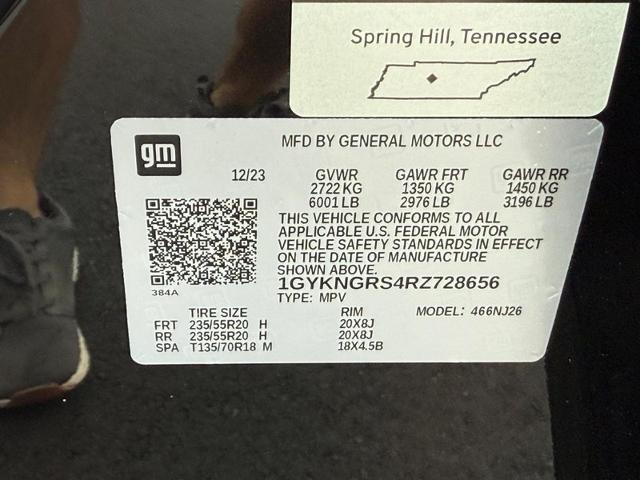 Spring Hill, Tennessee
gm
MFD BY GENERAL MOTORS LLC
12/23 GVWR GAWR FRT GAWR RR
2722 KG 1350 KG 1450 KG
6001 LB 2976 LB 3196 LB
THIS VEHICLE CONFORMS TO ALL
APPLICABLE U.S. FEDERAL MOTOR
VEHICLE SAFETY STANDARDS IN EFFECT
ON THE DATE OF MANUFACTURE
SHOWN ABOVE.
384A
1GYKNGRS4RZ728656
TYPE: MPV
TIRE SIZE RIM MODEL: 466NJ26
FRT 235/55R20 H 20X8J
RR 235/55R20 H 20X8J
SPA T135/70R18 M 18X4.5B